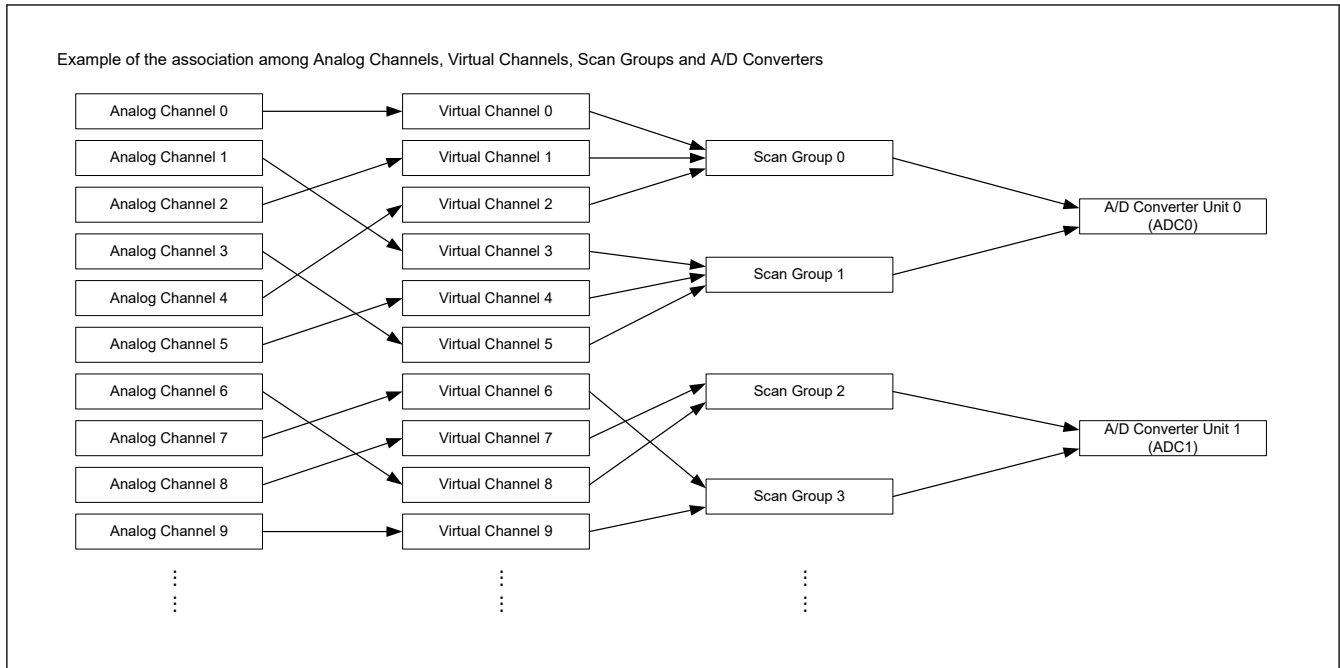 Example of the association among Analog Channels, Virtual Channels, Scan Groups and A/D Converters
Analog Channel 0
Analog Channel 1
Analog Channel 2
Analog Channel 3
Analog Channel 4
Analog Channel 5
Analog Channel 6
Analog Channel 7
Analog Channel 8
Analog Channel 9
Virtual Channel 0
Virtual Channel 1
Virtual Channel 2
Virtual Channel 3
Virtual Channel 4
Virtual Channel 5
Virtual Channel 6
Virtual Channel 7
Virtual Channel 8
Virtual Channel 9
Scan Group 0
Scan Group 1
Scan Group 2
Scan Group 3
A/D Converter Unit 0
(ADC0)
A/D Converter Unit 1
(ADC1)